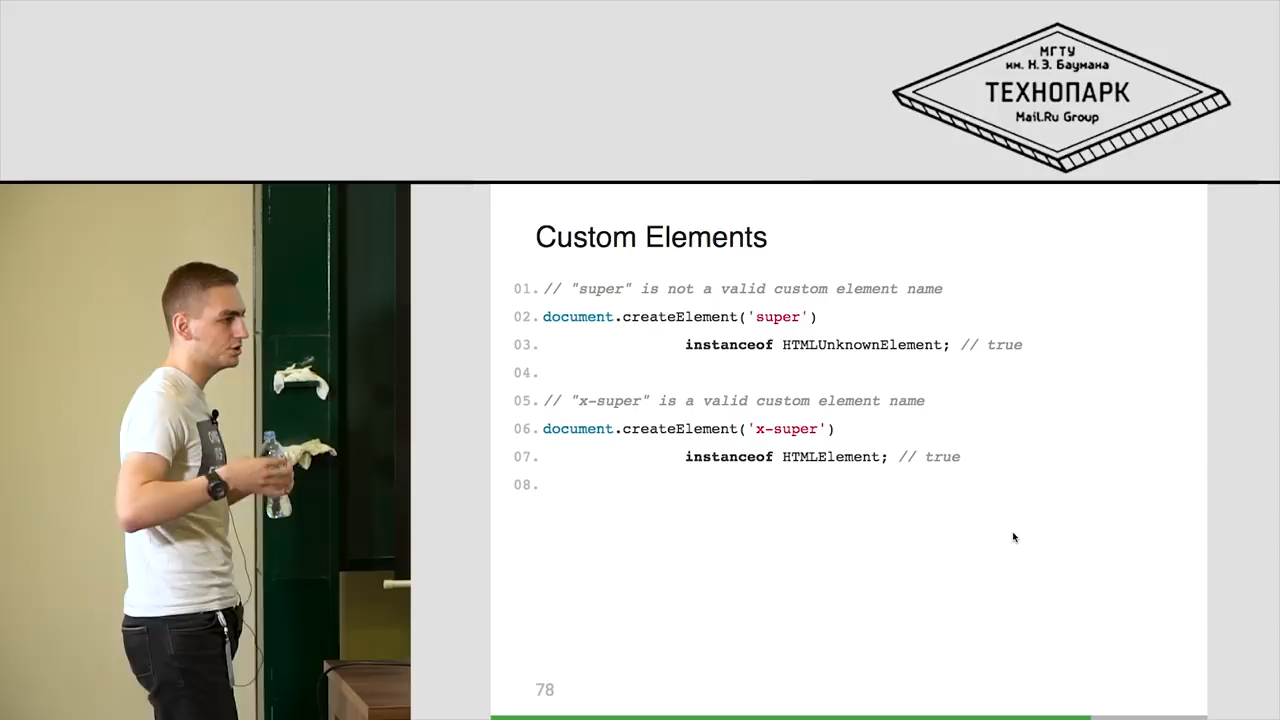 МГТУ
им. Н.Э. Баумана
ТЕХНОПАРК
Mail.Ru Group
Custom Elements
01. // "super" is not a valid custom element name
02. document.createElement('super')
03. instanceof HTMLUnknownElement; // true
04.
05. // "x-super" is a valid custom element name
06. document.createElement('x-super')
07. instanceof HTMLElement; // true
08.
78